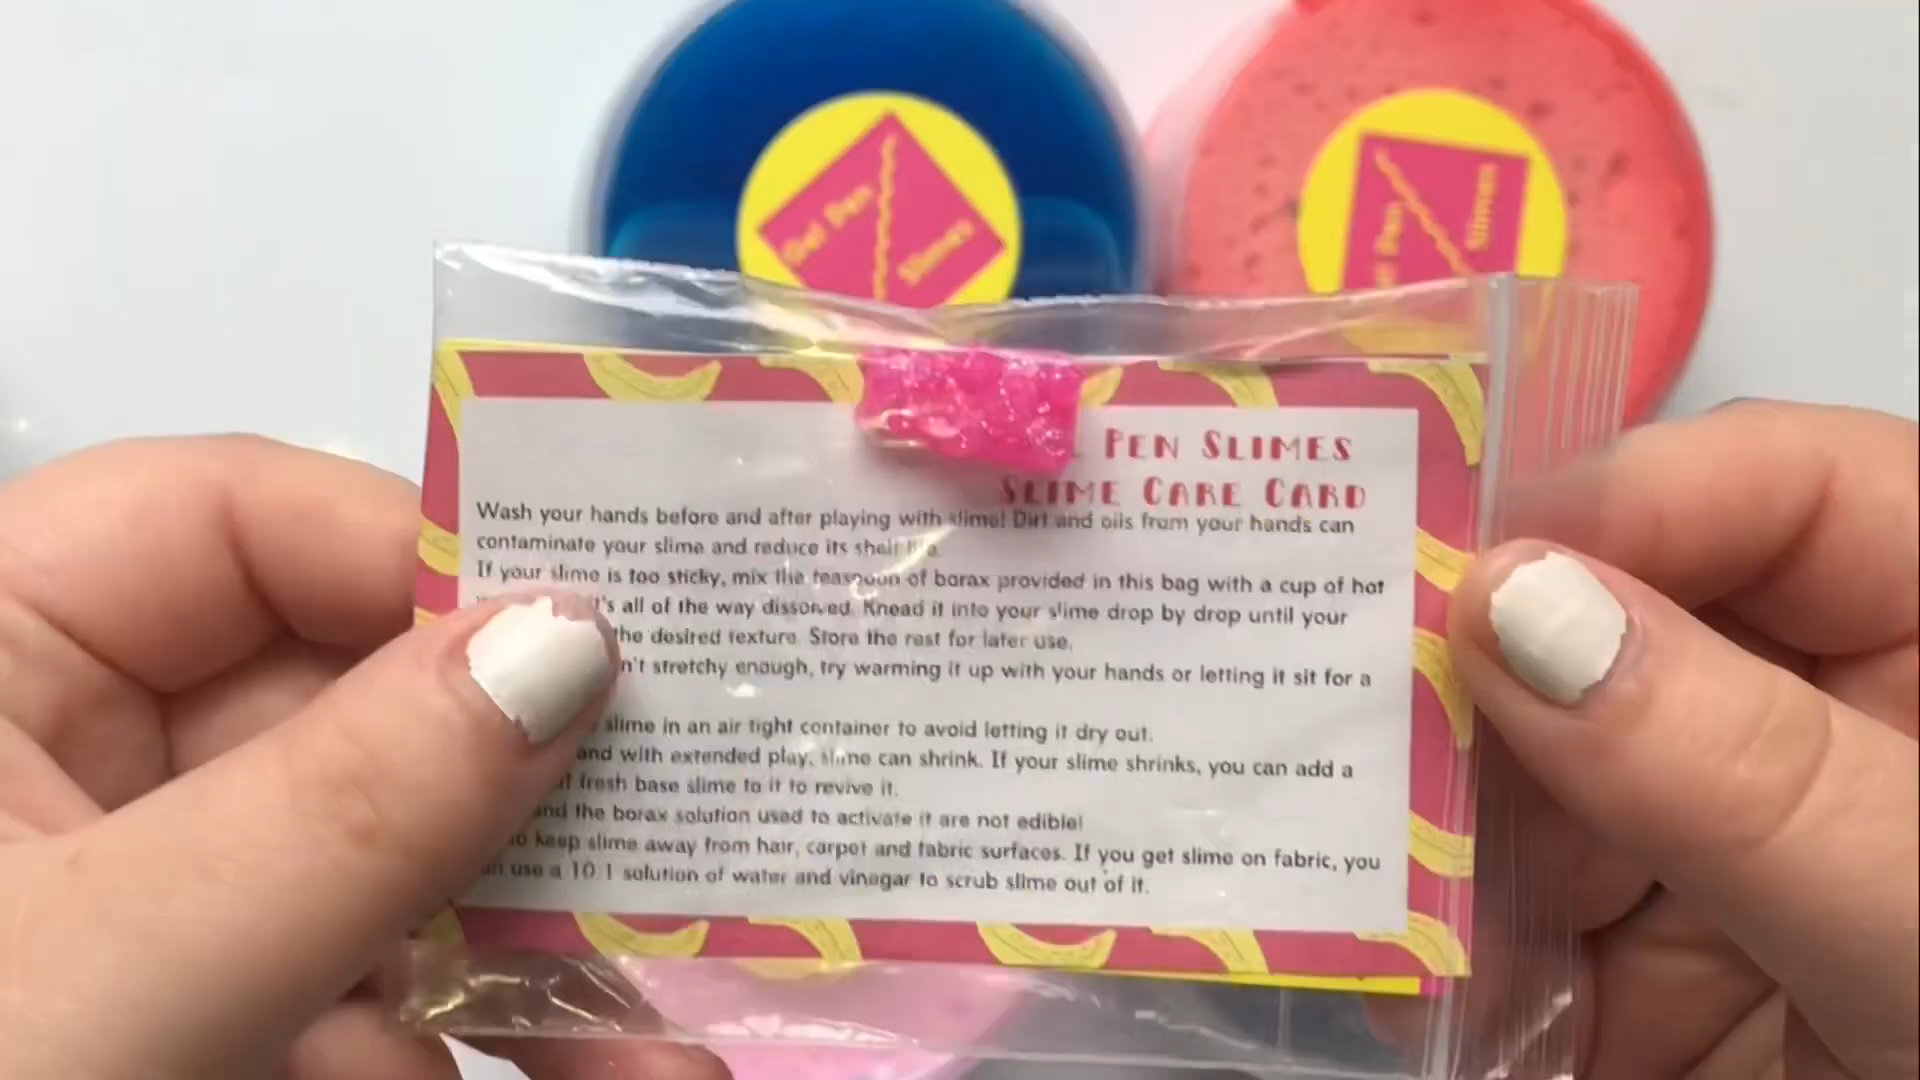 Gel Pen
Slimes
Pen
Slimes
PEN SLIMES
SLIME CARE CARD
Wash your hands before and after playing with slime! Dirt and oils from your hands can
contaminate your slime and reduce its shelf
If your slime is too sticky, mix the teaspoon of borax provided in this bag with a cup of hot
all of the way dissolved. Knead it into your slime drop by drop until your
the desired texture. Store the rest for later use.
stretchy enough, try warming it up with your hands or letting it sit for a
slime in an air tight container to avoid letting it dry out.
and with extended play, slime can shrink. If your slime shrinks, you can add a
fresh base slime to it to revive it.
and the borax solution used to activate it are not edible!
keep slime away from hair, carpet and fabric surfaces. If you get slime on fabric, you
use a 10:1 solution of water and vinegar to scrub slime out of it.